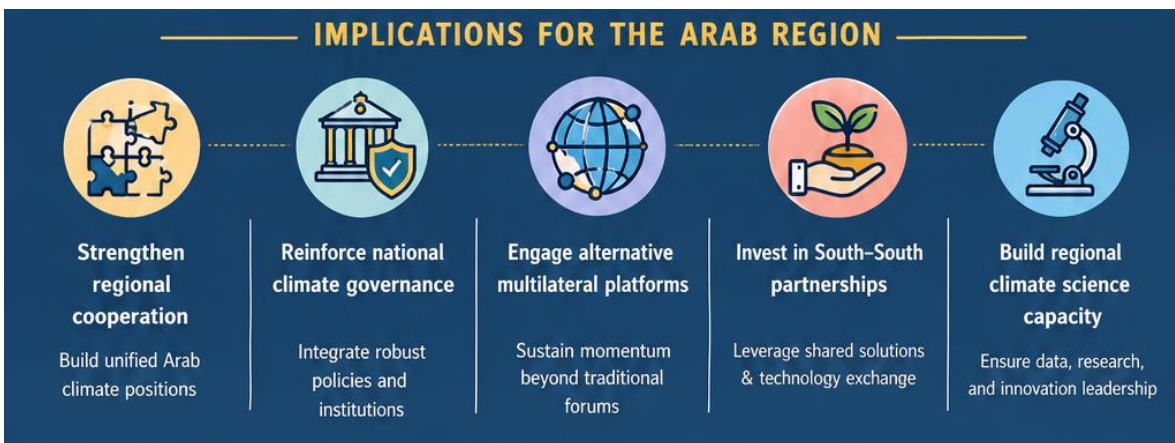 IMPLICATIONS FOR THE ARAB REGION
Strengthen
regional
cooperation
Build unified Arab
climate positions
Reinforce national
climate governance
Integrate robust
policies and
institutions
Engage alternative
multilateral platforms
Sustain momentum
beyond traditional
forums
Invest in South–South
partnerships
Leverage shared solutions
& technology exchange
Build regional
climate science
capacity
Ensure data, research,
and innovation leadership